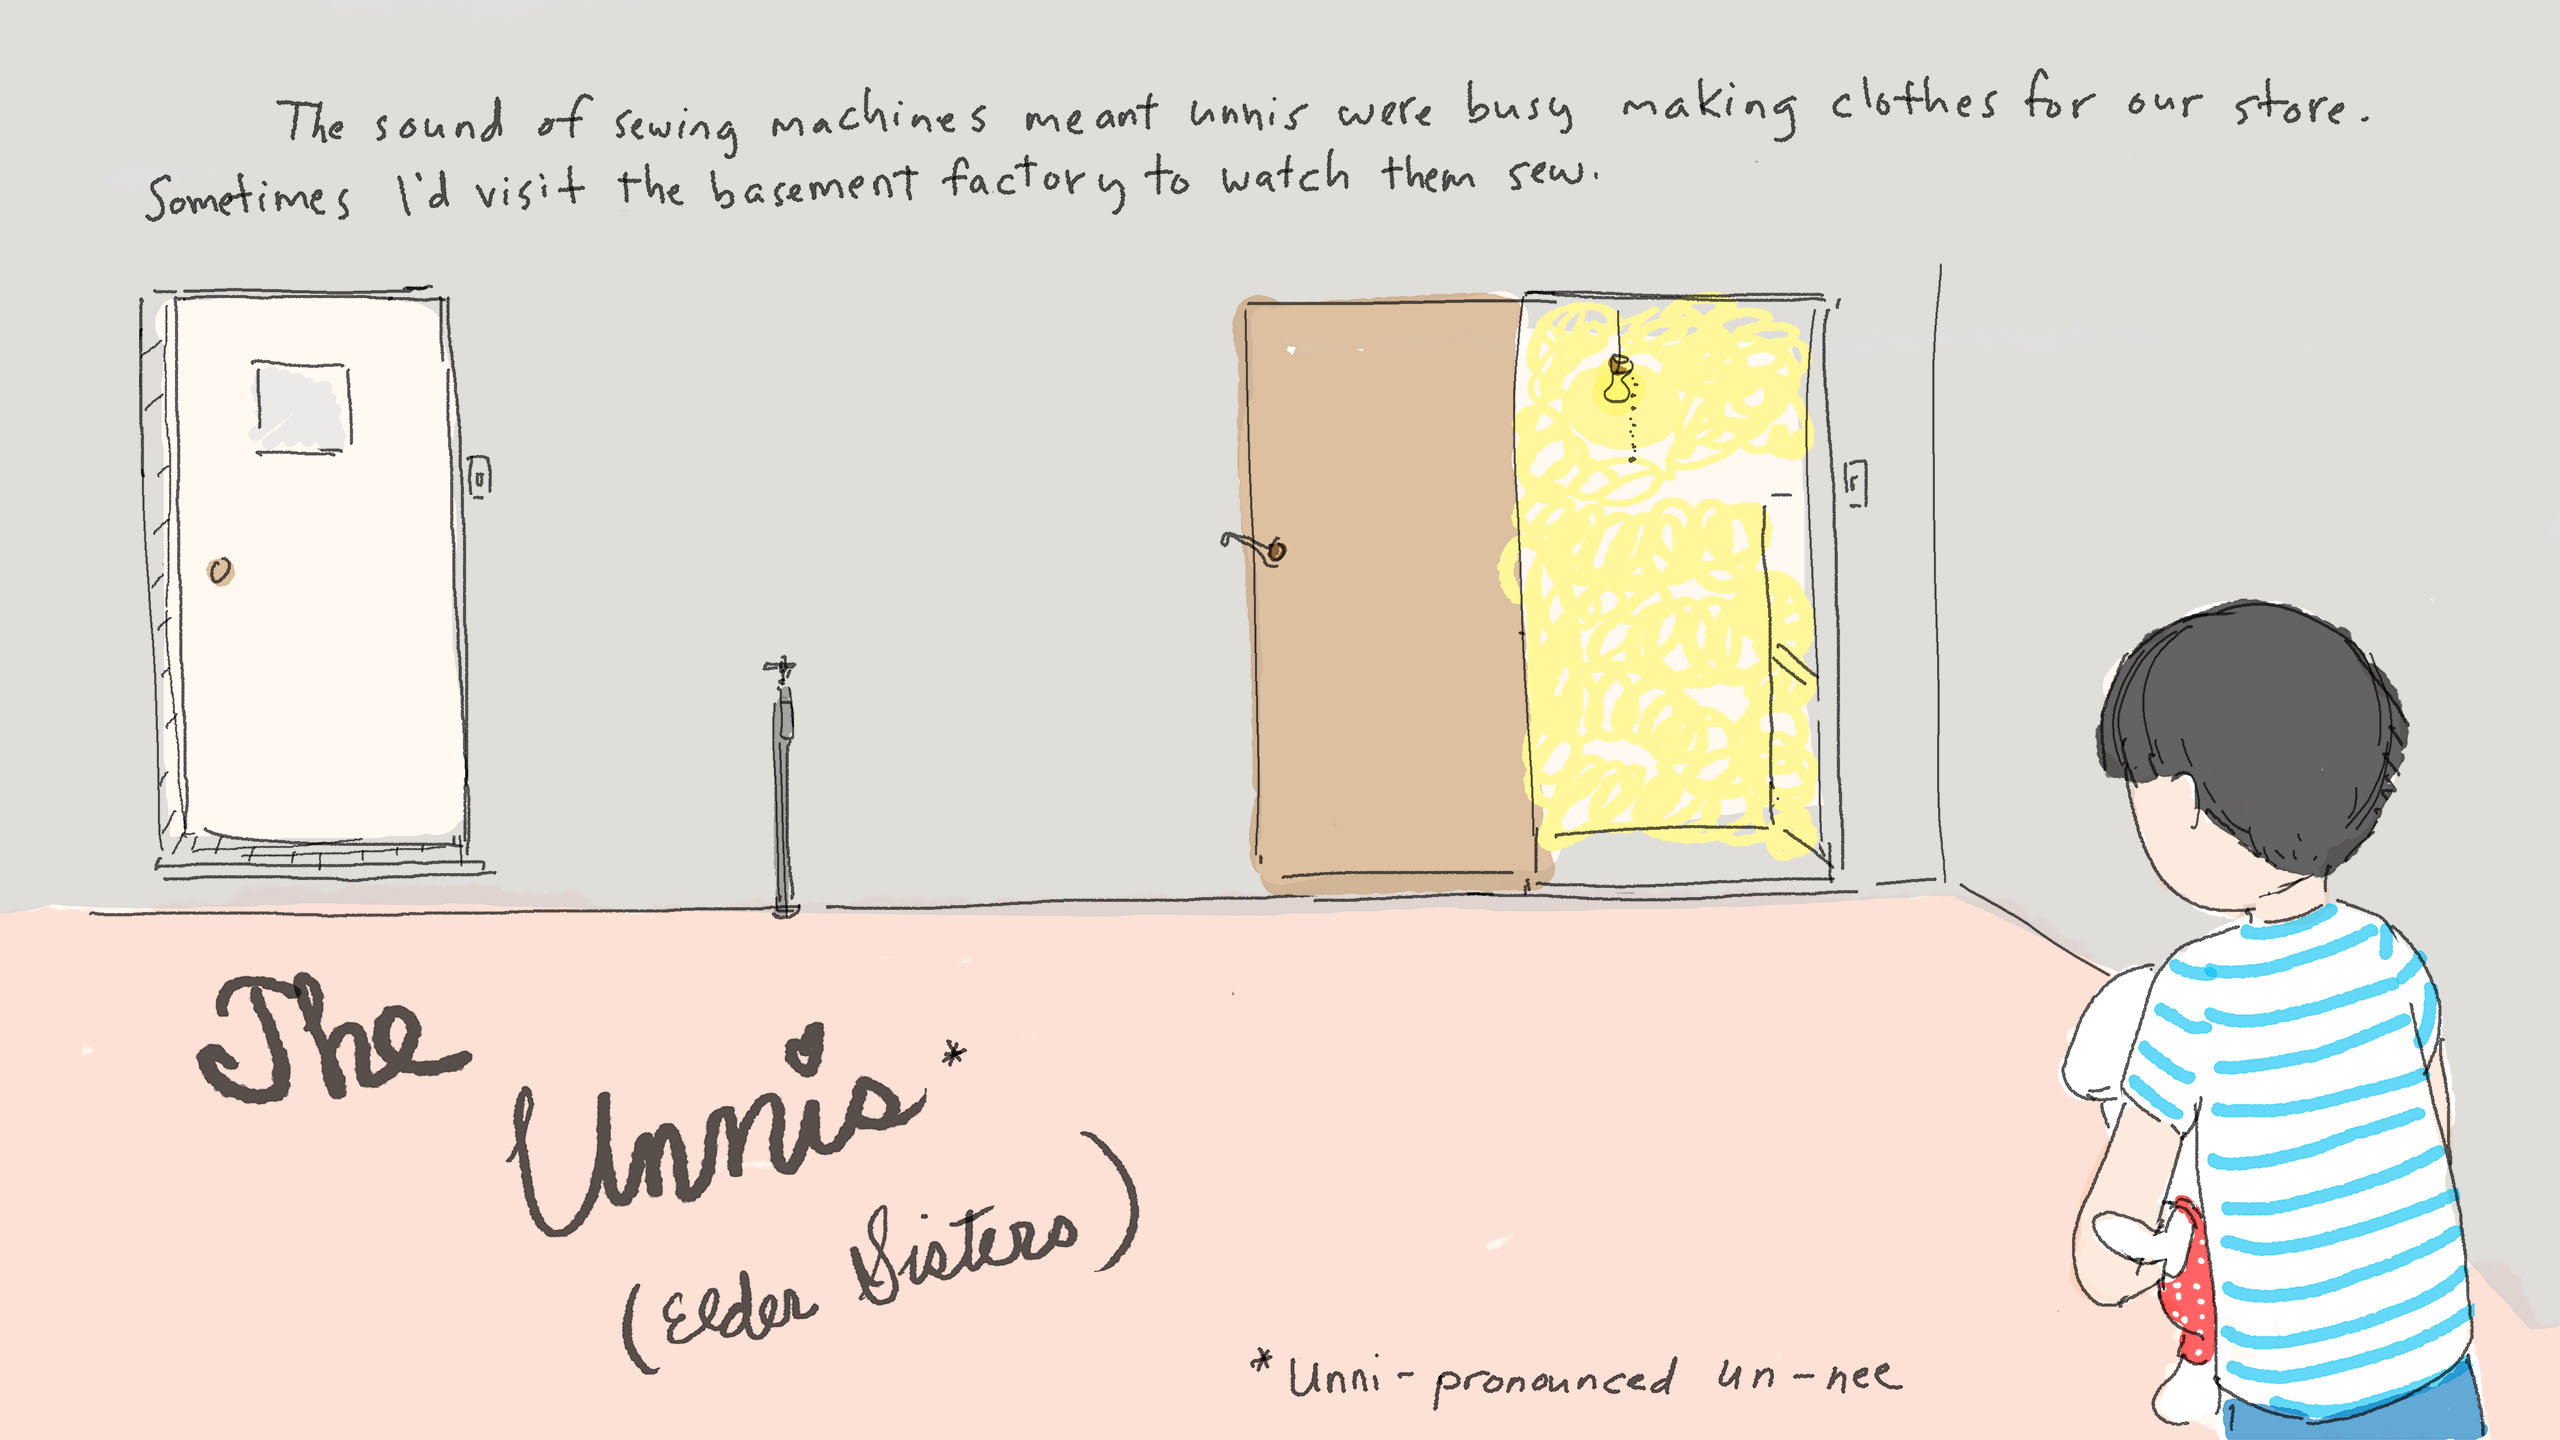 The sound of sewing machines meant unnis were busy making clothes for our store.
Sometimes I'd visit the basement factory to watch them sew.
The
Unnis*
(Elder Sisters)
*Unni- pronounced un-nee